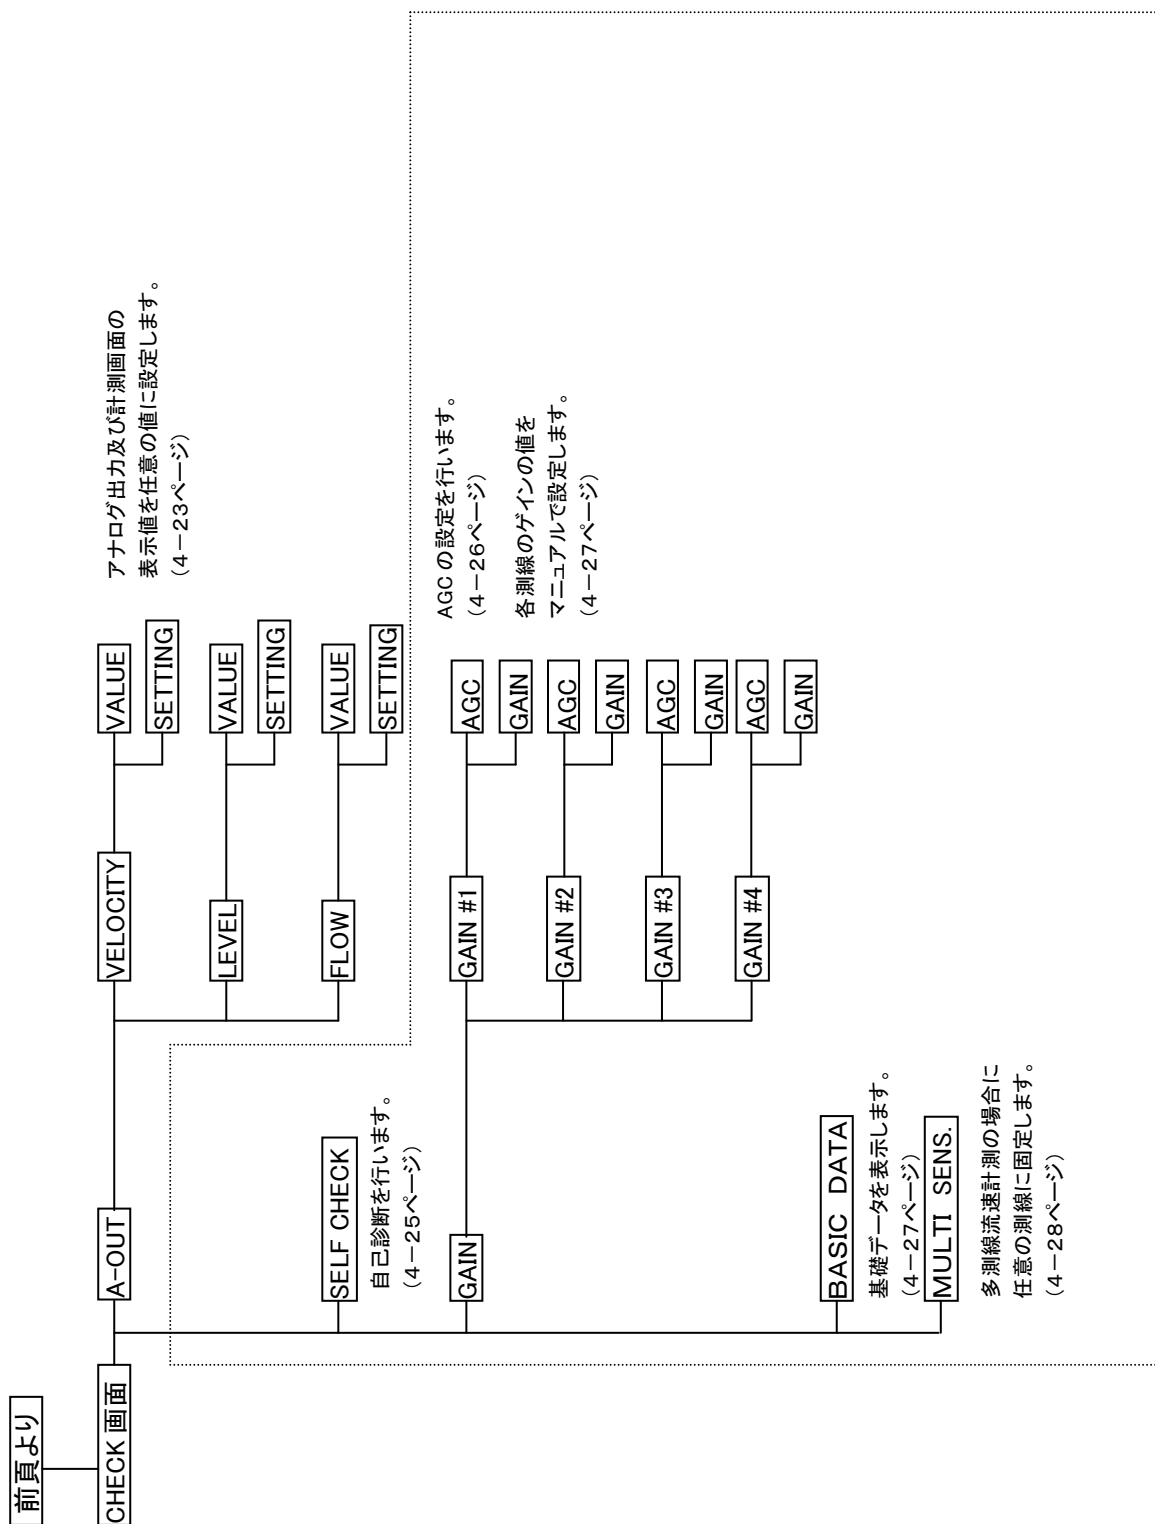 前頁より
CHECK 画面
A-OUT
VELOCITY
VALUE
SETTING
アナログ出力及び計測画面の
表示値を任意の値に設定します。
(4-23ページ)
LEVEL
VALUE
SETTING
FLOW
VALUE
SETTING
SELF CHECK
自己診断を行います。
(4-25ページ)
GAIN
GAIN #1
AGC
GAIN
AGCの設定を行います。
(4-26ページ)
各測線のゲインの値を
マニュアルで設定します。
(4-27ページ)
GAIN #2
AGC
GAIN
GAIN #3
AGC
GAIN
GAIN #4
AGC
GAIN
BASIC DATA
基礎データを表示します。
(4-27ページ)
MULTI SENS.
多測線流速計測の場合に
任意の測線に固定します。
(4-28ページ)